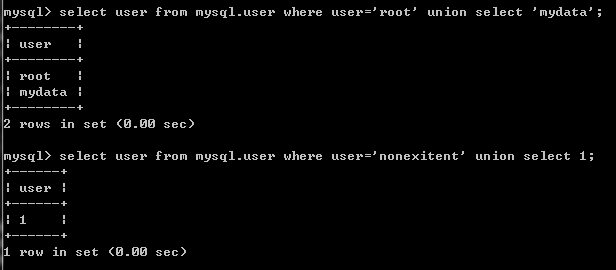 mysql> select user from mysql.user where user='root' union select 'mydata';
+--------+
| user   |
+--------+
| root   |
| mydata |
+--------+
2 rows in set (0.00 sec)
mysql> select user from mysql.user where user='nonexitent' union select 1;
+------+
| user |
+------+
| 1    |
+------+
1 row in set (0.00 sec)